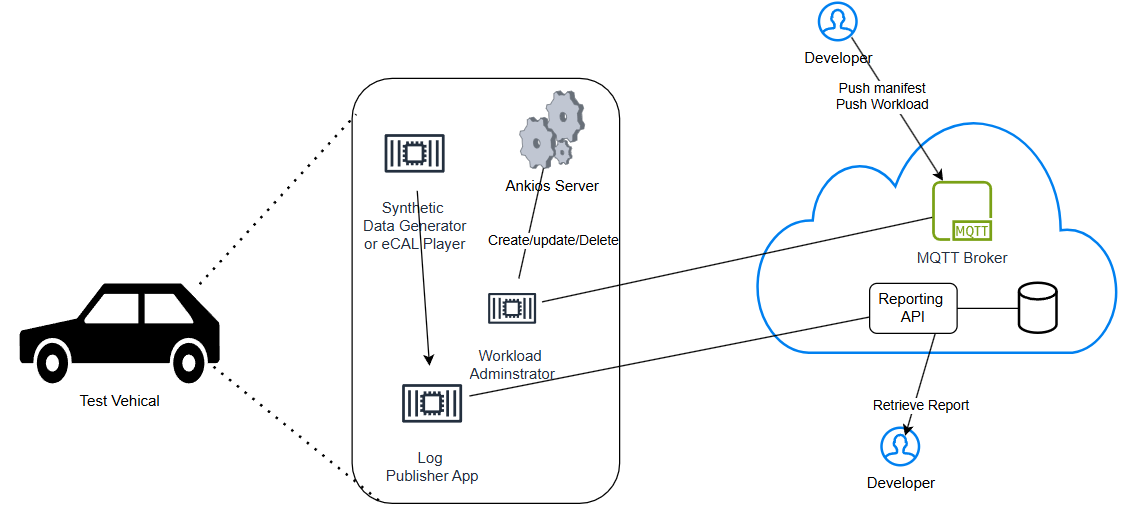 Developer
Push manifest
Push Workload
Ankios Server
Synthetic
Data Generator
or eCAL Player
Create/update/Delete
MQTT
MQTT Broker
Reporting
API
Workload
Adminstrator
Test Vehical
Retrieve Report
Log
Publisher App
Developer